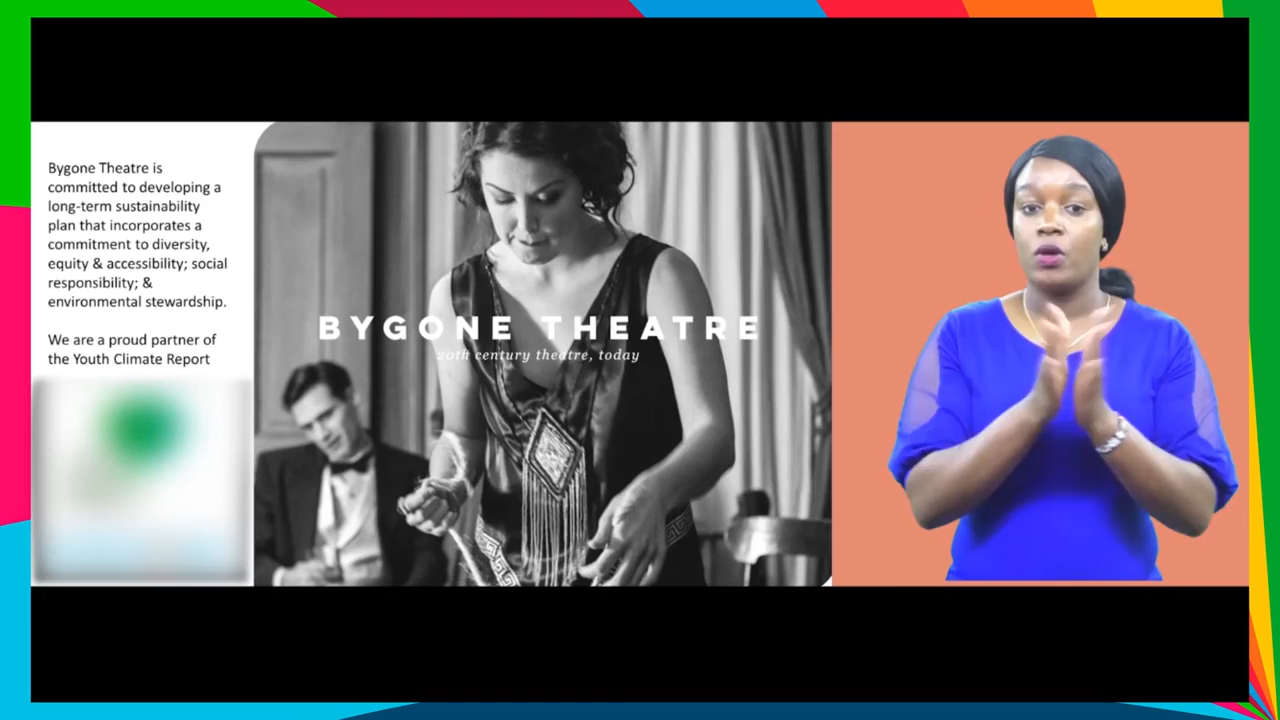 Bygone Theatre is
committed to developing a
long-term sustainability
plan that incorporates a
commitment to diversity,
equity & accessibility; social
responsibility; &
environmental stewardship.
We are a proud partner of
the Youth Climate Report
BYGONE THEATRE
20th century theatre, today